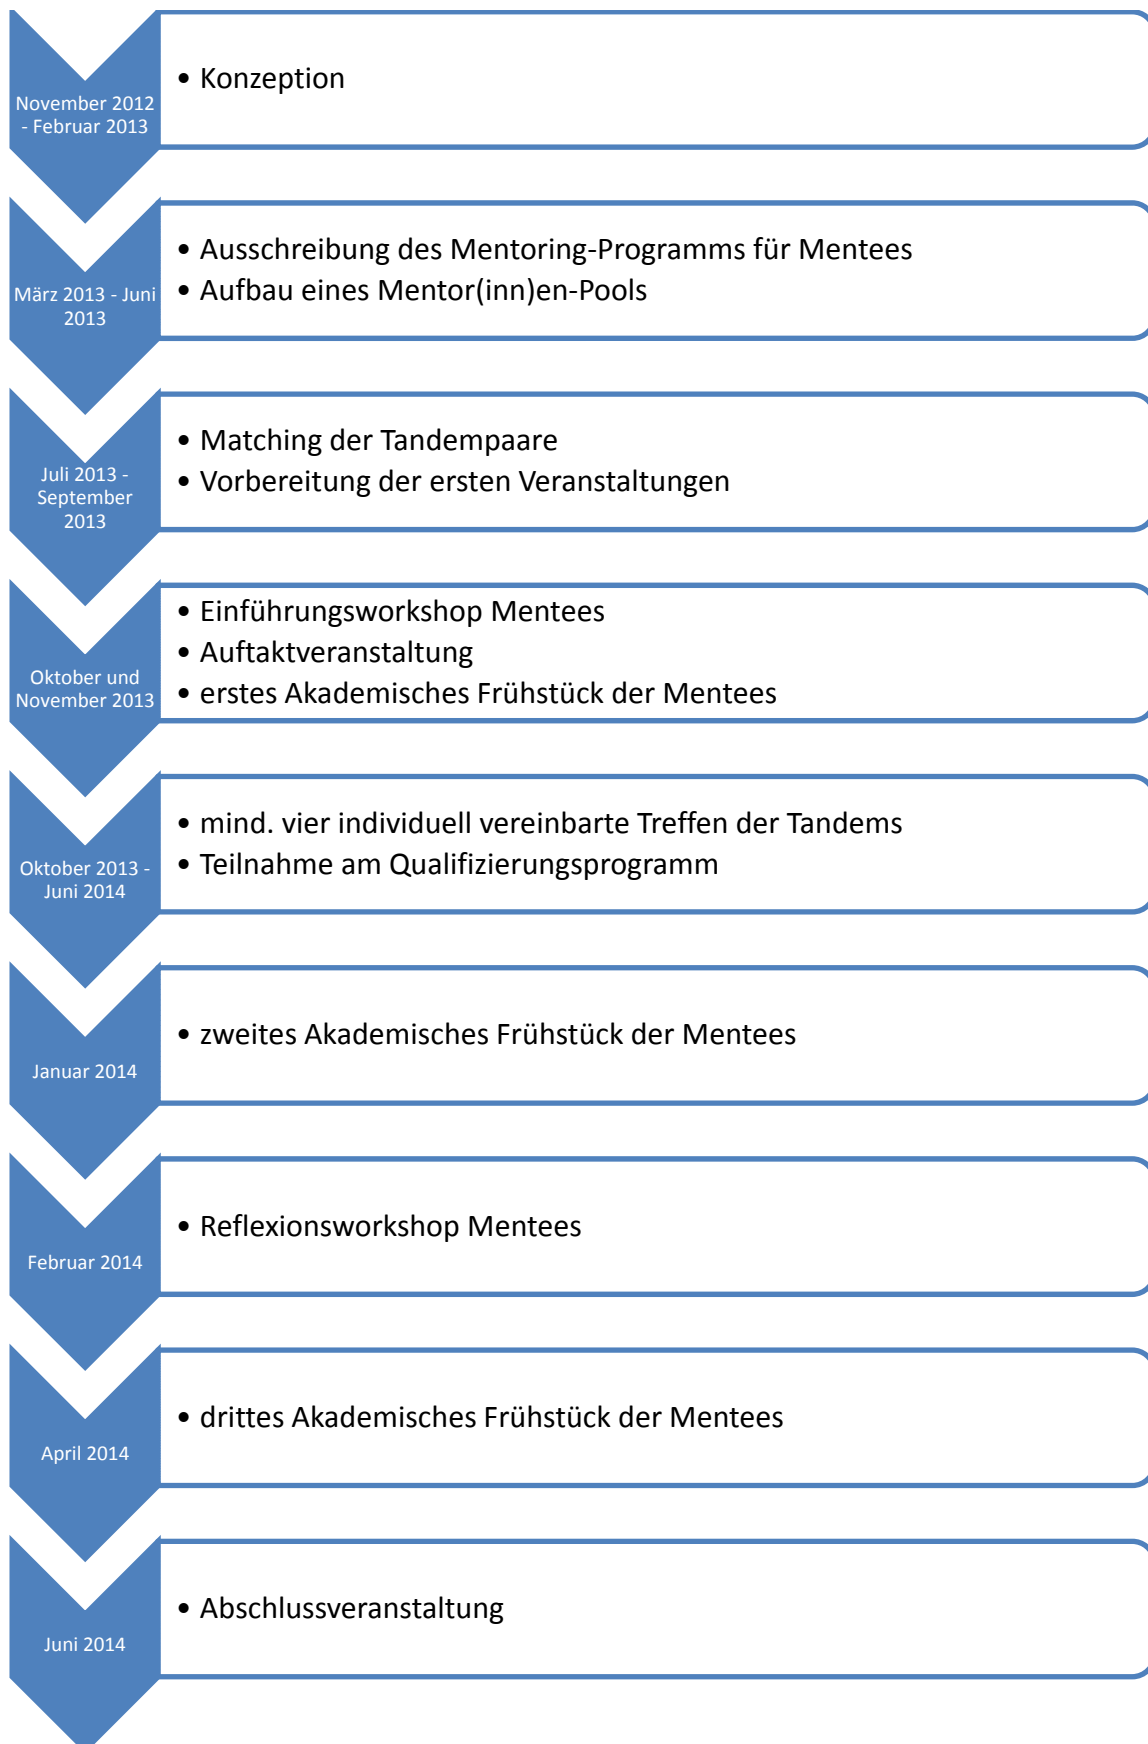 November 2012
- Februar 2013
• Konzeption
März 2013 - Juni
2013
• Ausschreibung des Mentoring-Programms für Mentees
• Aufbau eines Mentor(inn)en-Pools
Juli 2013 -
September
2013
• Matching der Tandempaare
• Vorbereitung der ersten Veranstaltungen
Oktober und
November 2013
• Einführungsworkshop Mentees
• Auftaktveranstaltung
• erstes Akademisches Frühstück der Mentees
Oktober 2013 -
Juni 2014
• mind. vier individuell vereinbarte Treffen der Tandems
• Teilnahme am Qualifizierungsprogramm
Januar 2014
• zweites Akademisches Frühstück der Mentees
Februar 2014
• Reflexionsworkshop Mentees
April 2014
• drittes Akademisches Frühstück der Mentees
Juni 2014
• Abschlussveranstaltung